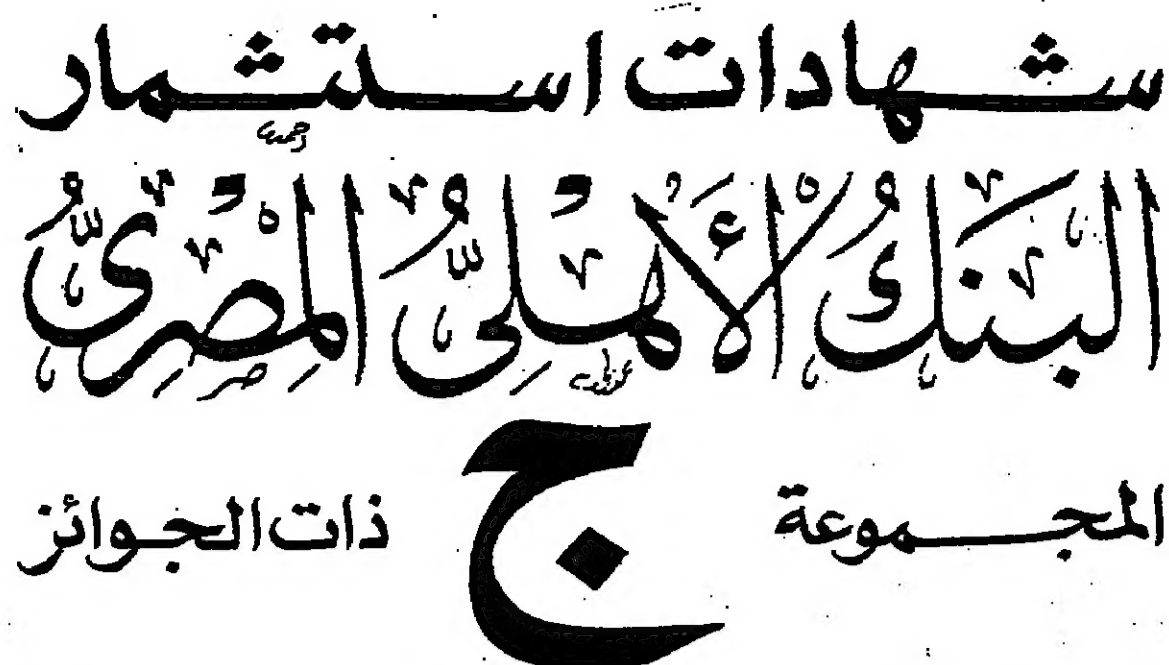 شهادات استثمار
البنك الأهلي المصري
المجموعة ج ذات الجوائز